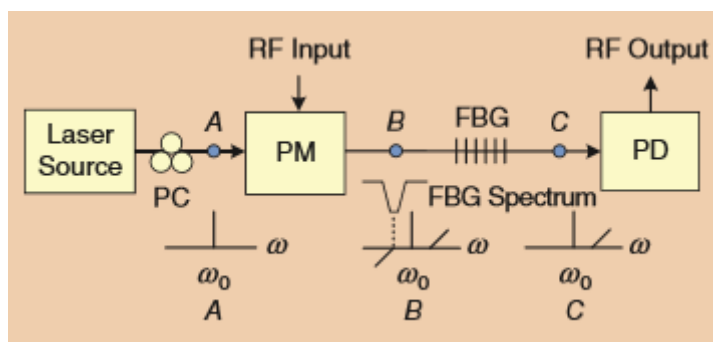 RF Input
RF Output
Laser
Source
PC
A
PM
B
FBG
C
PD
FBG Spectrum
ω
ω0
A
ω
ω0
B
ω
ω0
C